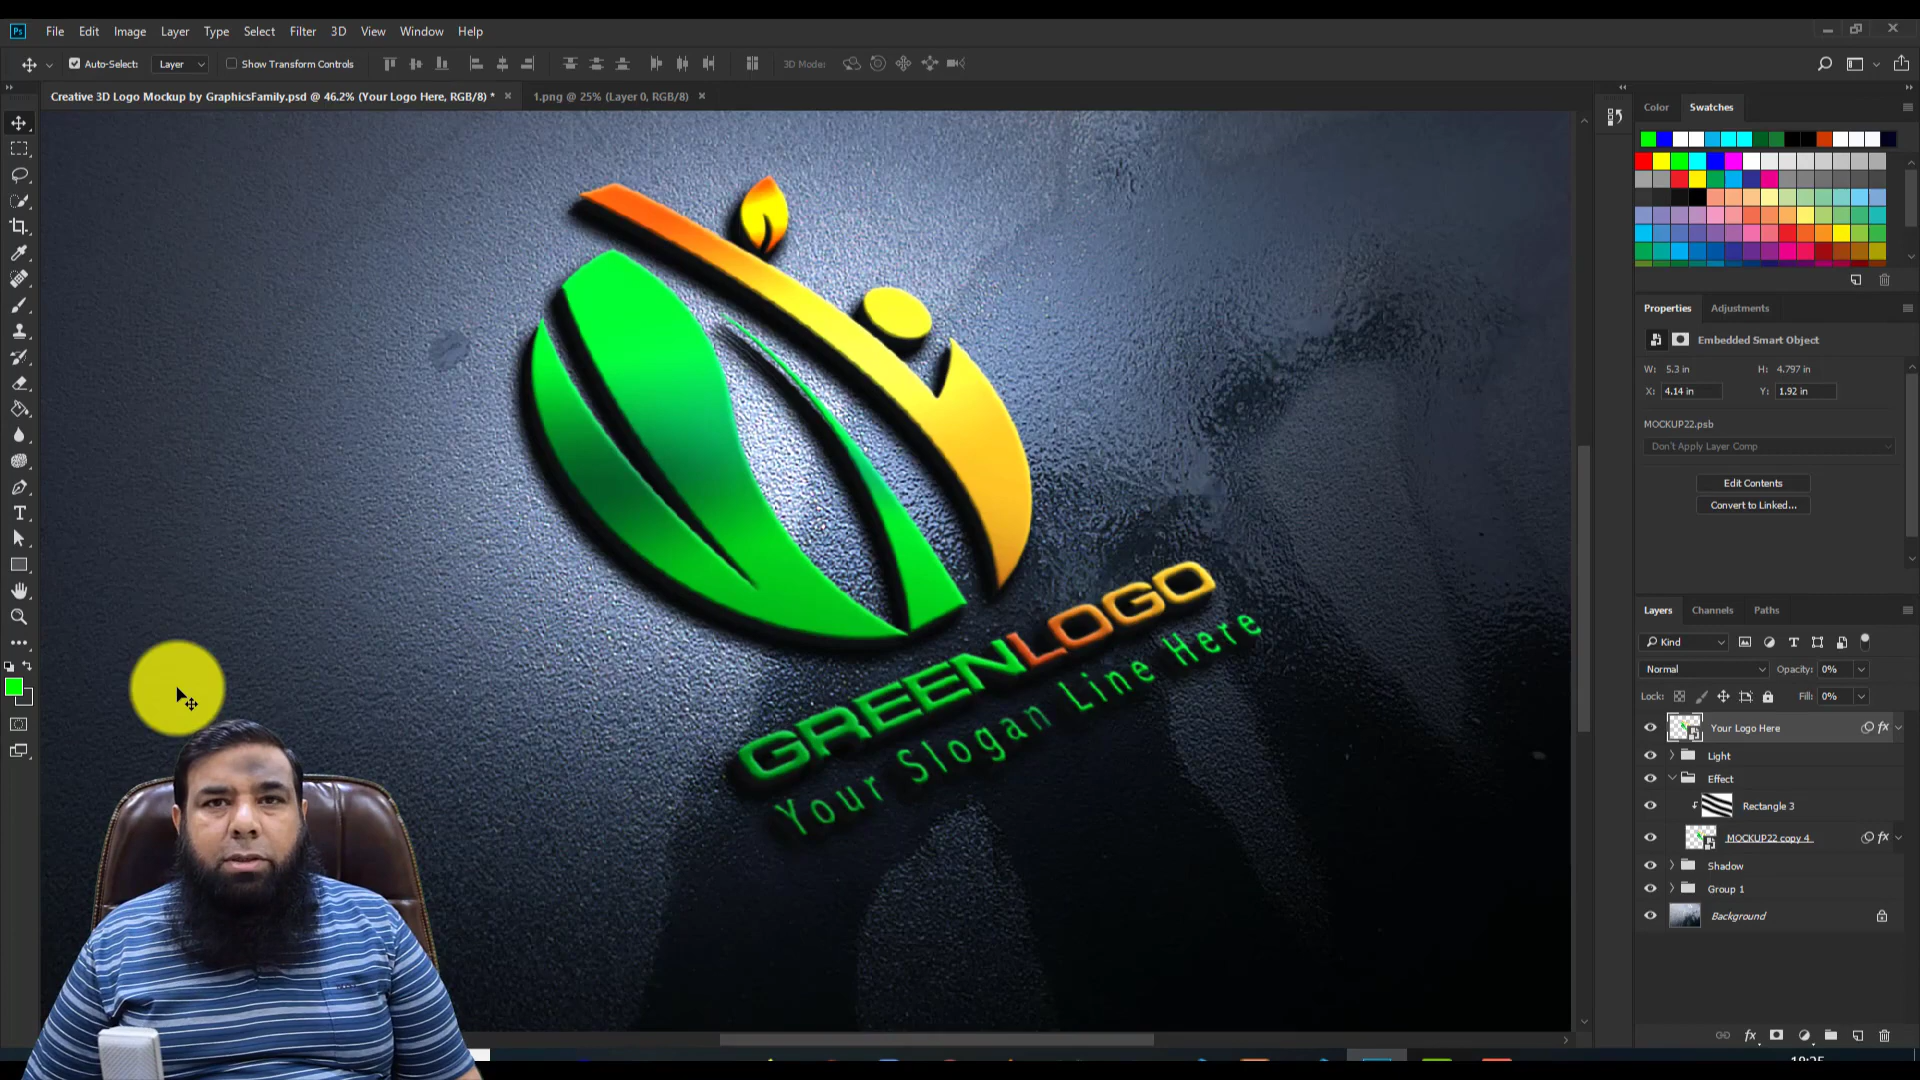 Ps File Edit Image Layer Type Select Filter 3D View Window Help
Auto-Select: Layer Show Transform Controls 3D Mode:
Creative 3D Logo Mockup by GraphicsFamily.psd @ 46.2% (Your Logo Here, RGB/8) * 1.png @ 25% (Layer 0, RGB/8)
GREENLOGO
Your Slogan Line Here
Color Swatches
Properties Adjustments
Embedded Smart Object
W: 5.3 in H: 4.797 in
X: 4.14 in Y: 1.92 in
MOCKUP22.psb
Don't Apply Layer Comp
Edit Contents
Convert to Linked...
Layers Channels Paths
Kind
Normal Opacity: 0%
Lock: Fill: 0%
Your Logo Here fx
Light
Effect
Rectangle 3
MOCKUP22 copy 4 fx
Shadow
Group 1
Background
fx